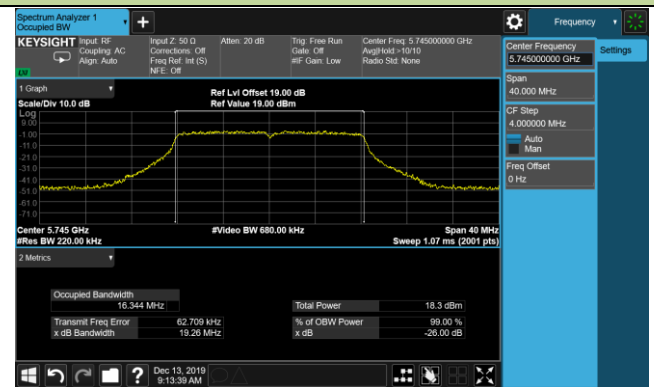 Spectrum Analyzer 1
Occupied BW
Frequency
KEYSIGHT
Input: RF
Coupling: AC
Align: Auto
Input Z: 50 Ω
Corrections: Off
Freq Ref: Int (S)
NFE: Off
Atten: 20 dB
Trig: Free Run
Gate: Off
#IF Gain: Low
Center Freq: 5.745000000 GHz
Avg|Hold:>10/10
Radio Std: None
1 Graph
Scale/Div 10.0 dB
Ref Lvl Offset 19.00 dB
Ref Value 19.00 dBm
Log
9.00
-1.00
-11.0
-21.0
-31.0
-41.0
-51.0
-61.0
-71.0
Center 5.745 GHz
#Res BW 220.00 kHz
#Video BW 680.00 kHz
Span 40 MHz
Sweep 1.07 ms (2001 pts)
2 Metrics
Occupied Bandwidth
16.344 MHz
Total Power 18.3 dBm
Transmit Freq Error 62.709 kHz
% of OBW Power 99.00 %
x dB Bandwidth 19.26 MHz
x dB -26.00 dB
Dec 13, 2019
9:13:39 AM
Center Frequency
5.745000000 GHz
Settings
Span
40.000 MHz
CF Step
4.000000 MHz
Auto
Man
Freq Offset
0 Hz